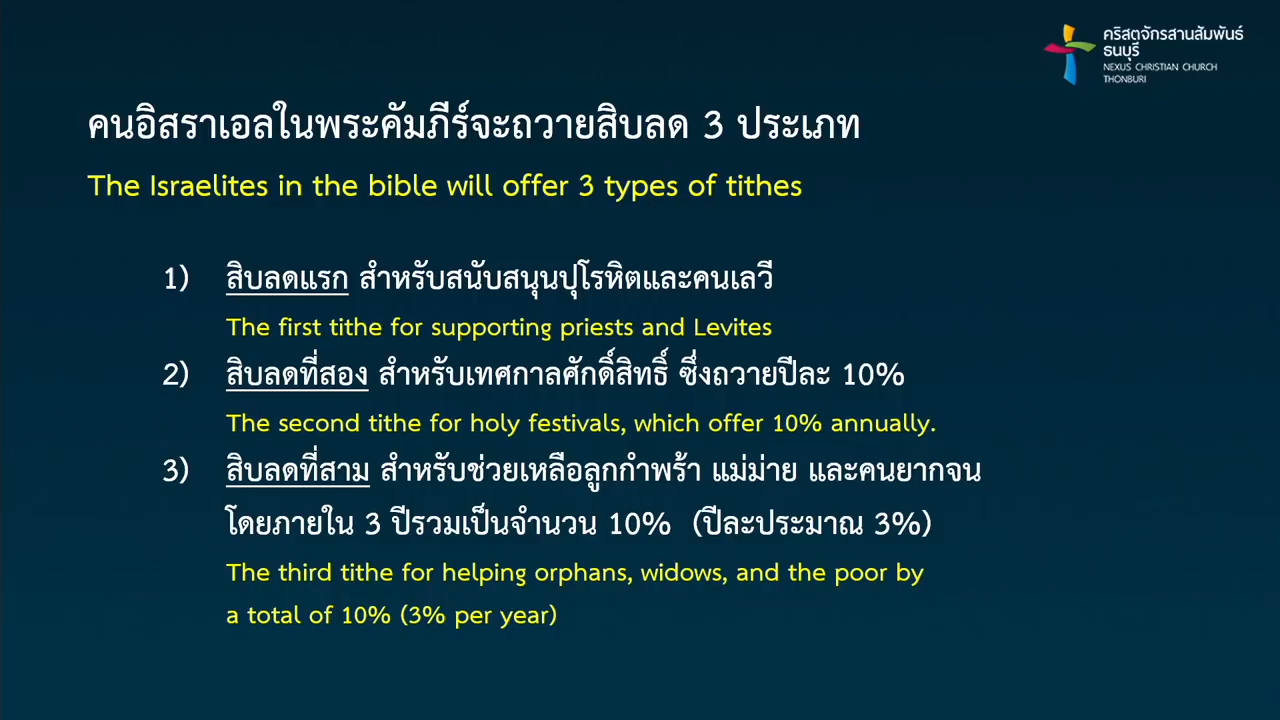 คริสตจักรสานสัมพันธ์
ธนบุรี
NEXUS CHRISTIAN CHURCH
THONBURI
คนอิสราเอลในพระคัมภีร์จะถวายสิบลด 3 ประเภท
The Israelites in the bible will offer 3 types of tithes
1) สิบลดแรก สำหรับสนับสนุนปุโรหิตและคนเลวี
The first tithe for supporting priests and Levites
2) สิบลดที่สอง สำหรับเทศกาลศักดิ์สิทธิ์ ซึ่งถวายปีละ 10%
The second tithe for holy festivals, which offer 10% annually.
3) สิบลดที่สาม สำหรับช่วยเหลือลูกกำพร้า แม่ม่าย และคนยากจน
โดยภายใน 3 ปีรวมเป็นจำนวน 10% (ปีละประมาณ 3%)
The third tithe for helping orphans, widows, and the poor by
a total of 10% (3% per year)